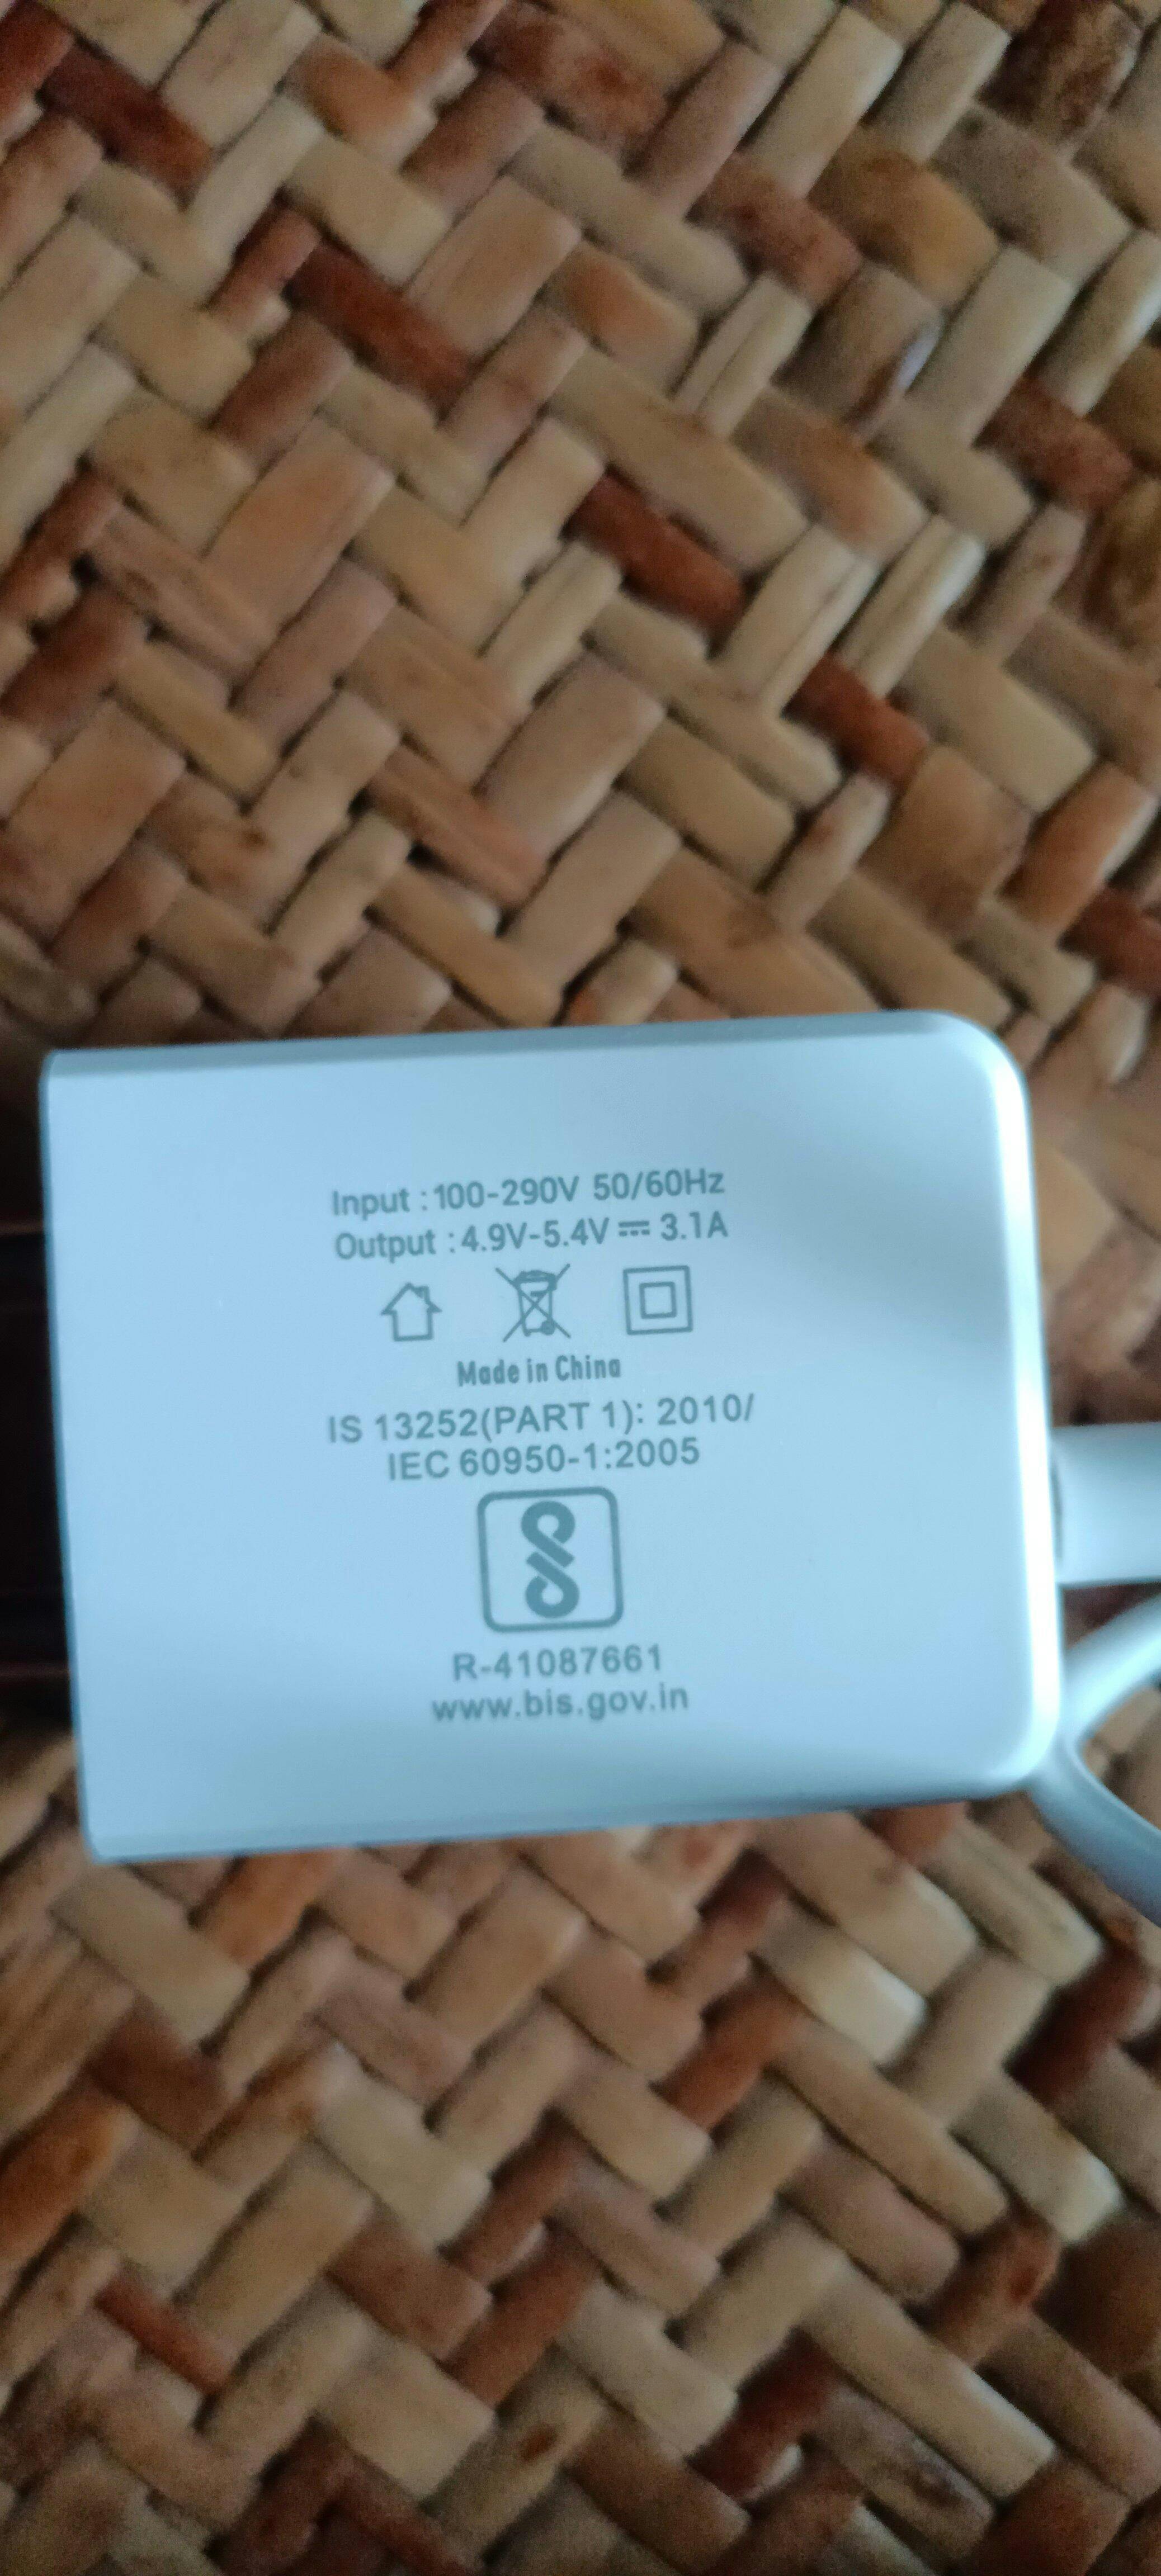 Input : 100-290V 50/60Hz
Output : 4.9V-5.4V ⎓ 3.1A
Made in China
IS 13252(PART 1): 2010/
IEC 60950-1:2005
R-41087661
www.bis.gov.in